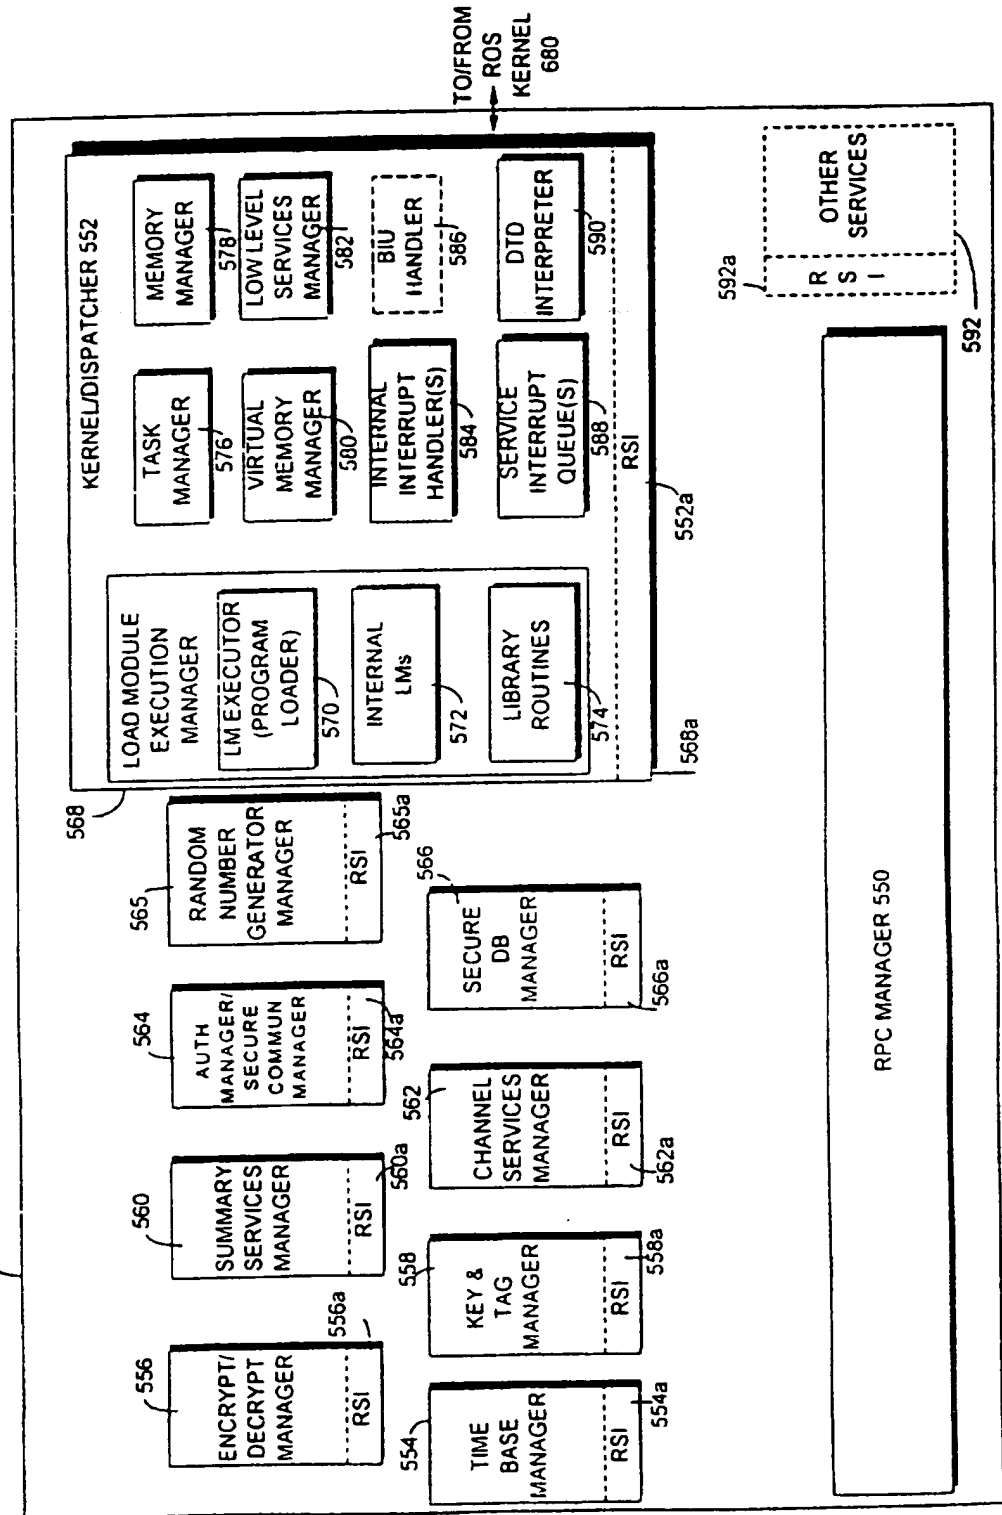 KERNEL/DISPATCHER 552
TO/FROM
ROS
KERNEL
680
568
LOAD MODULE
EXECUTION
MANAGER
LM EXECUTOR
(PROGRAM
LOADER)
570
INTERNAL
LMs
572
LIBRARY
ROUTINES
574
568a
TASK
MANAGER
576
MEMORY
MANAGER
578
VIRTUAL
MEMORY
MANAGER
580
LOW LEVEL
SERVICES
MANAGER
582
INTERNAL
INTERRUPT
HANDLER(S)
584
BIU
HANDLER
586
SERVICE
INTERRUPT
QUEUE(S)
588
DTD
INTERPRETER
590
RSI
552a
556
ENCRYPT/
DECRYPT
MANAGER
RSI
556a
560
SUMMARY
SERVICES
MANAGER
RSI
560a
564
AUTH
MANAGER/
SECURE
COMMUN
MANAGER
RSI
564a
565
RANDOM
NUMBER
GENERATOR
MANAGER
RSI
565a
554
TIME
BASE
MANAGER
RSI
554a
558
KEY &
TAG
MANAGER
RSI
558a
562
CHANNEL
SERVICES
MANAGER
RSI
562a
566
SECURE
DB
MANAGER
RSI
566a
592a
RSI
OTHER
SERVICES
592
RPC MANAGER 550